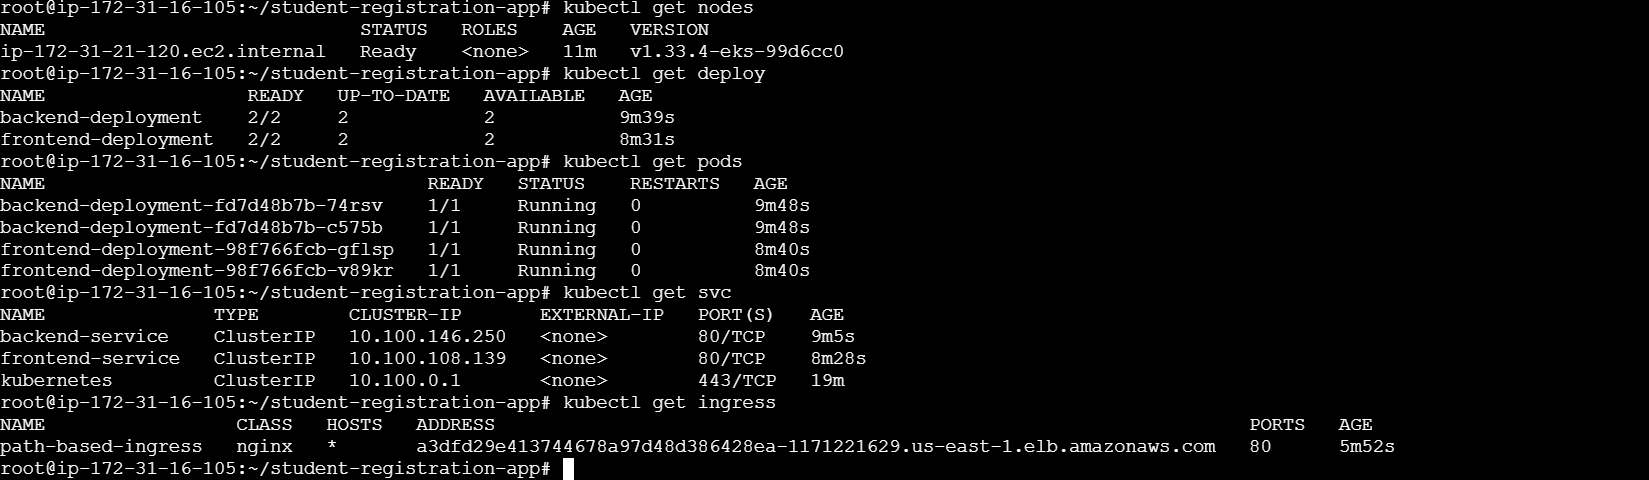 root@ip-172-31-16-105:~/student-registration-app# kubectl get nodes
NAME STATUS ROLES AGE VERSION
ip-172-31-21-120.ec2.internal Ready <none> 11m v1.33.4-eks-99d6cc0
root@ip-172-31-16-105:~/student-registration-app# kubectl get deploy
NAME READY UP-TO-DATE AVAILABLE AGE
backend-deployment 2/2 2 2 9m39s
frontend-deployment 2/2 2 2 8m31s
root@ip-172-31-16-105:~/student-registration-app# kubectl get pods
NAME READY STATUS RESTARTS AGE
backend-deployment-fd7d48b7b-74rsv 1/1 Running 0 9m48s
backend-deployment-fd7d48b7b-c575b 1/1 Running 0 9m48s
frontend-deployment-98f766fcb-gflsp 1/1 Running 0 8m40s
frontend-deployment-98f766fcb-v89kr 1/1 Running 0 8m40s
root@ip-172-31-16-105:~/student-registration-app# kubectl get svc
NAME TYPE CLUSTER-IP EXTERNAL-IP PORT(S) AGE
backend-service ClusterIP 10.100.146.250 <none> 80/TCP 9m5s
frontend-service ClusterIP 10.100.108.139 <none> 80/TCP 8m28s
kubernetes ClusterIP 10.100.0.1 <none> 443/TCP 19m
root@ip-172-31-16-105:~/student-registration-app# kubectl get ingress
NAME CLASS HOSTS ADDRESS PORTS AGE
path-based-ingress nginx * a3dfd29e413744678a97d48d386428ea-1171221629.us-east-1.elb.amazonaws.com 80 5m52s
root@ip-172-31-16-105:~/student-registration-app#